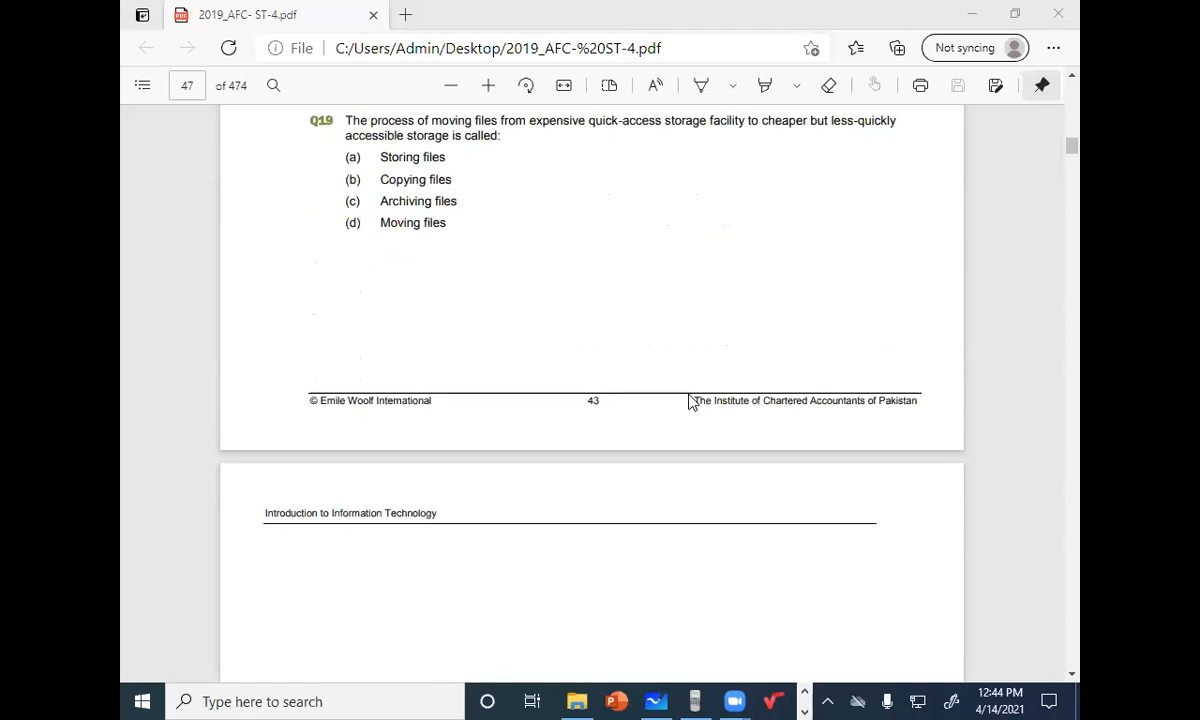 2019_AFC- ST-4.pdf
File
C:/Users/Admin/Desktop/2019_AFC-%20ST-4.pdf
Not syncing
47 of 474
Q19 The process of moving files from expensive quick-access storage facility to cheaper but less-quickly
accessible storage is called:
(a) Storing files
(b) Copying files
(c) Archiving files
(d) Moving files
© Emile Woolf International 43 The Institute of Chartered Accountants of Pakistan
Introduction to Information Technology
Type here to search
12:44 PM
4/14/2021